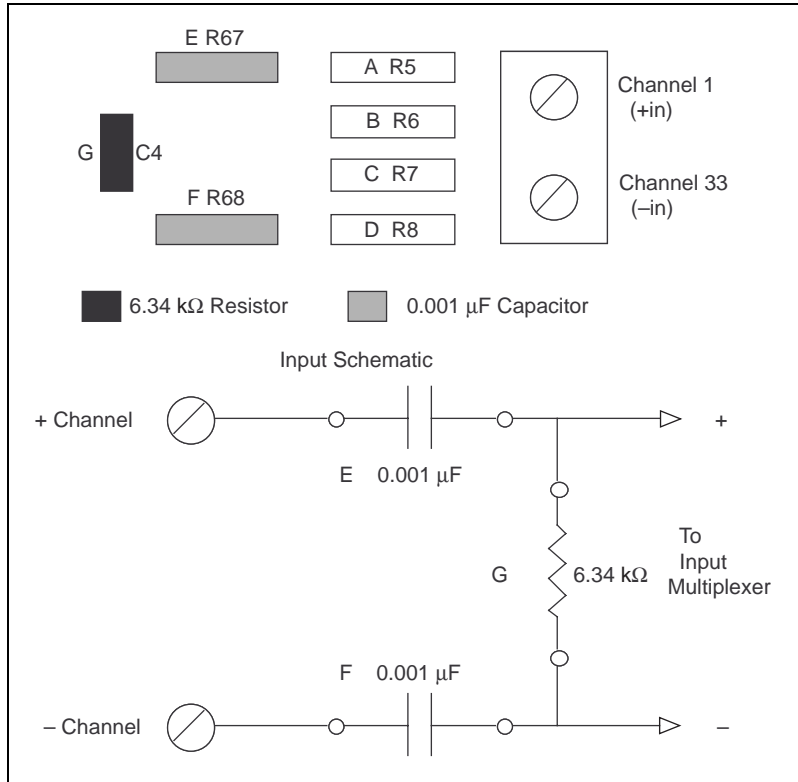 E R67
A R5
Channel 1
(+in)
B R6
G
C4
C R7
Channel 33
(–in)
F R68
D R8
6.34 kΩ Resistor
0.001 μF Capacitor
Input Schematic
+ Channel
+
E 0.001 μF
To
Input
Multiplexer
G
6.34 kΩ
F 0.001 μF
– Channel
–